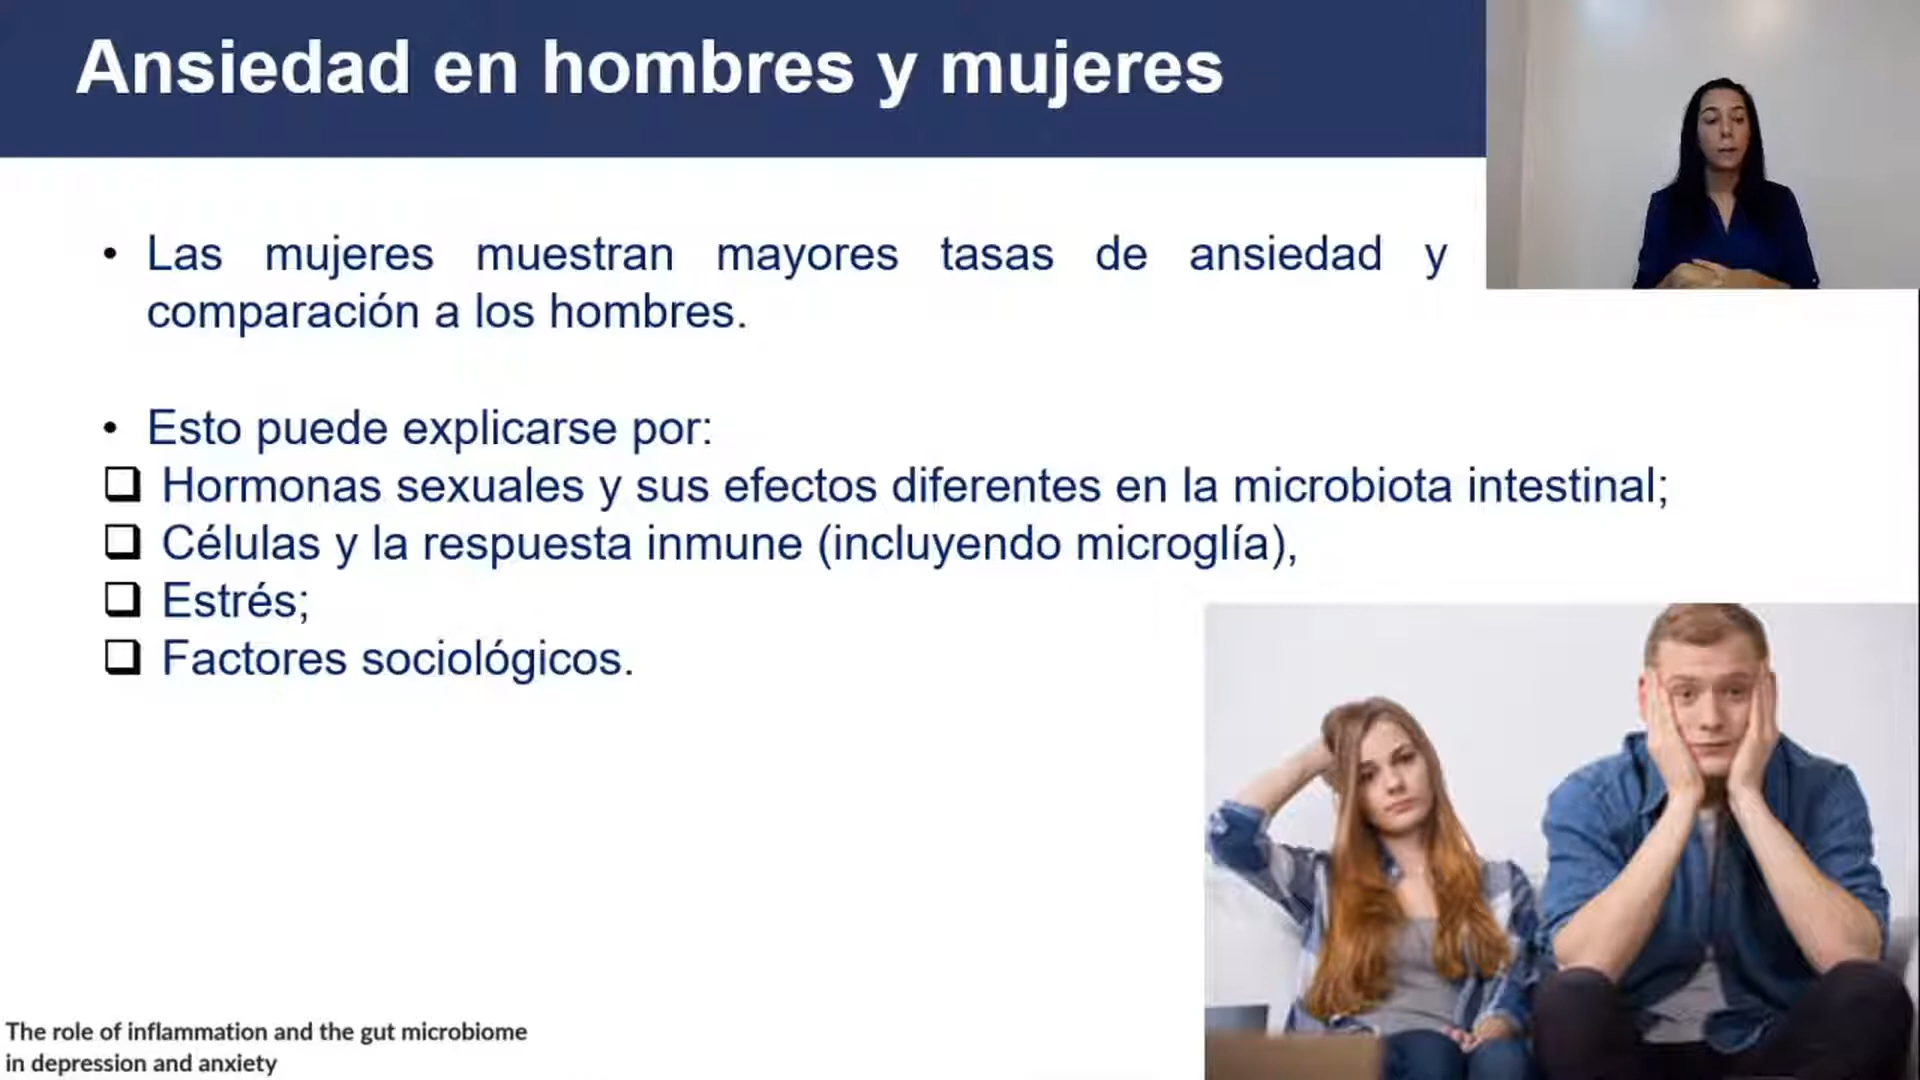 Ansiedad en hombres y mujeres
• Las mujeres muestran mayores tasas de ansiedad y
comparación a los hombres.
• Esto puede explicarse por:
❑ Hormonas sexuales y sus efectos diferentes en la microbiota intestinal;
❑ Células y la respuesta inmune (incluyendo microglía),
❑ Estrés;
❑ Factores sociológicos.
The role of inflammation and the gut microbiome
in depression and anxiety